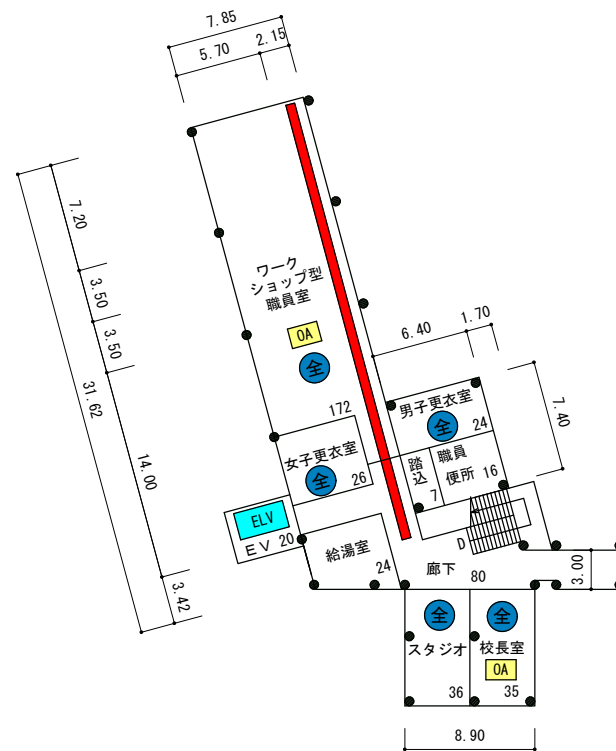 7.85
5.70
2.15
7.20
3.50
3.50
31.62
14.00
3.42
ワーク
ショップ型
職員室
OA
全
172
6.40
1.70
7.40
男子更衣室
全
24
女子更衣室
全
26
踏込
7
職員
便所
16
ELV
EV
20
給湯室
24
D
廊下
80
3.00
全
スタジオ
36
全
校長室
OA
35
8.90